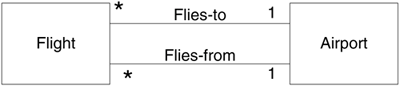 * Flies-to 1
Flight Airport
Flies-from
* 1